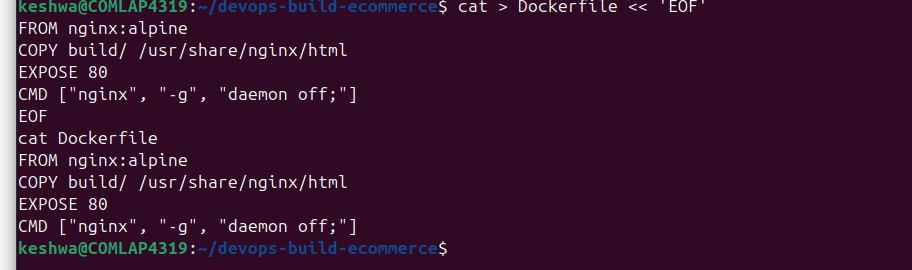 keshwa@COMLAP4319:~/devops-build-ecommerce$ cat > Dockerfile << 'EOF'
FROM nginx:alpine
COPY build/ /usr/share/nginx/html
EXPOSE 80
CMD ["nginx", "-g", "daemon off;"]
EOF
cat Dockerfile
FROM nginx:alpine
COPY build/ /usr/share/nginx/html
EXPOSE 80
CMD ["nginx", "-g", "daemon off;"]
keshwa@COMLAP4319:~/devops-build-ecommerce$